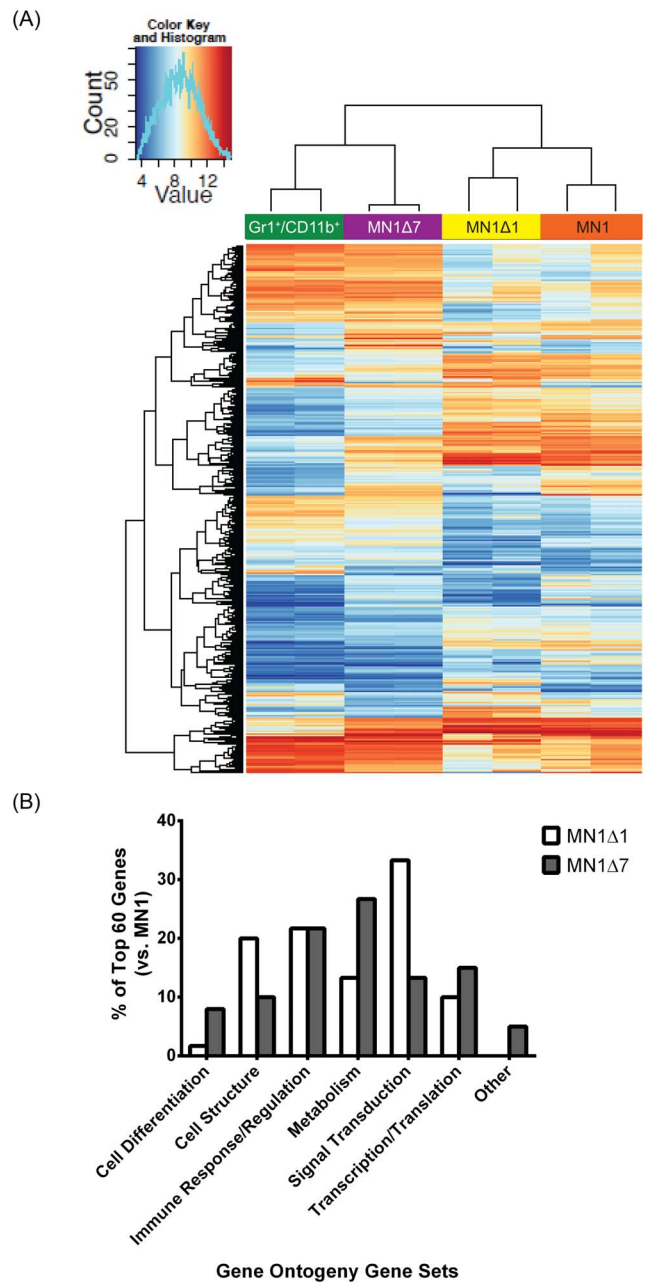 (A)
Color Key
and Histogram
Count
0 20 50
4 8 12
Value
Gr1+/CD11b+ MN1Δ7 MN1Δ1 MN1
(B)
% of Top 60 Genes
(vs. MN1)
40
30
20
10
0
MN1Δ1
MN1Δ7
Cell Differentiation
Cell Structure
Immune Response/Regulation
Metabolism
Signal Transduction
Transcription/Translation
Other
Gene Ontogeny Gene Sets